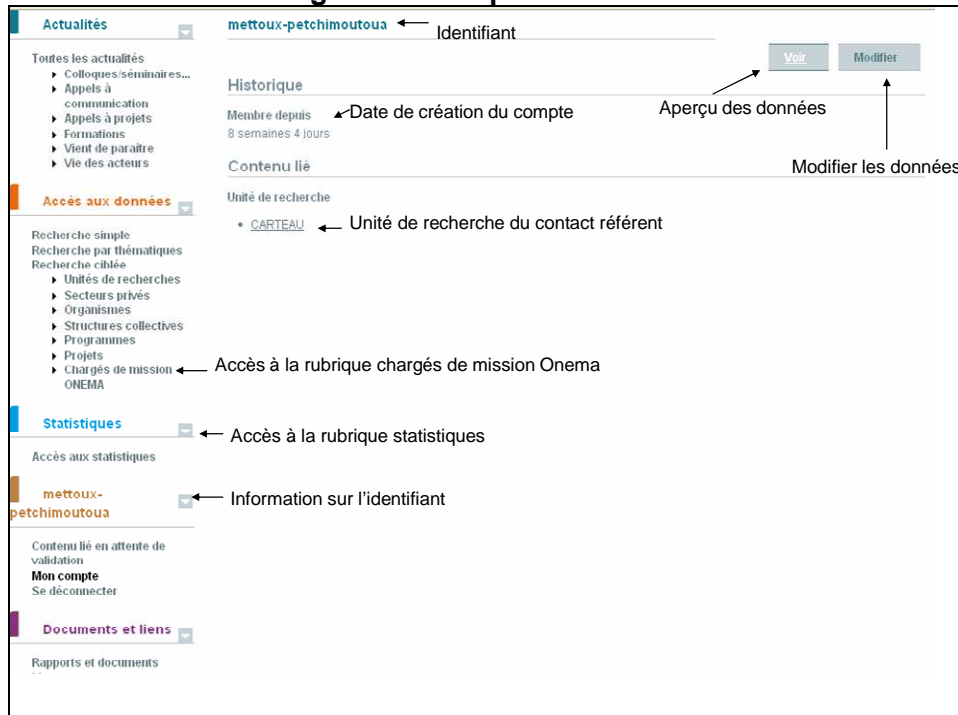 Actualités
Toutes les actualités
Colloques/séminaires...
Appels à
communication
Appels à projets
Formations
Vient de paraître
Vie des acteurs
Accès aux données
Recherche simple
Recherche par thématiques
Recherche ciblée
Unités de recherches
Secteurs privés
Organismes
Structures collectives
Programmes
Projets
Chargés de mission
ONEMA
Statistiques
Accès aux statistiques
mettoux-
petchimoutoua
Contenu lié en attente de
validation
Mon compte
Se déconnecter
Documents et liens
Rapports et documents
mettoux-petchimoutoua
Identifiant
Voir
Modifier
Historique
Aperçu des données
Membre depuis
Date de création du compte
8 semaines 4 jours
Modifier les données
Contenu lié
Unité de recherche
• CARTEAU
Unité de recherche du contact référent
Accès à la rubrique chargés de mission Onema
Accès à la rubrique statistiques
Information sur l'identifiant